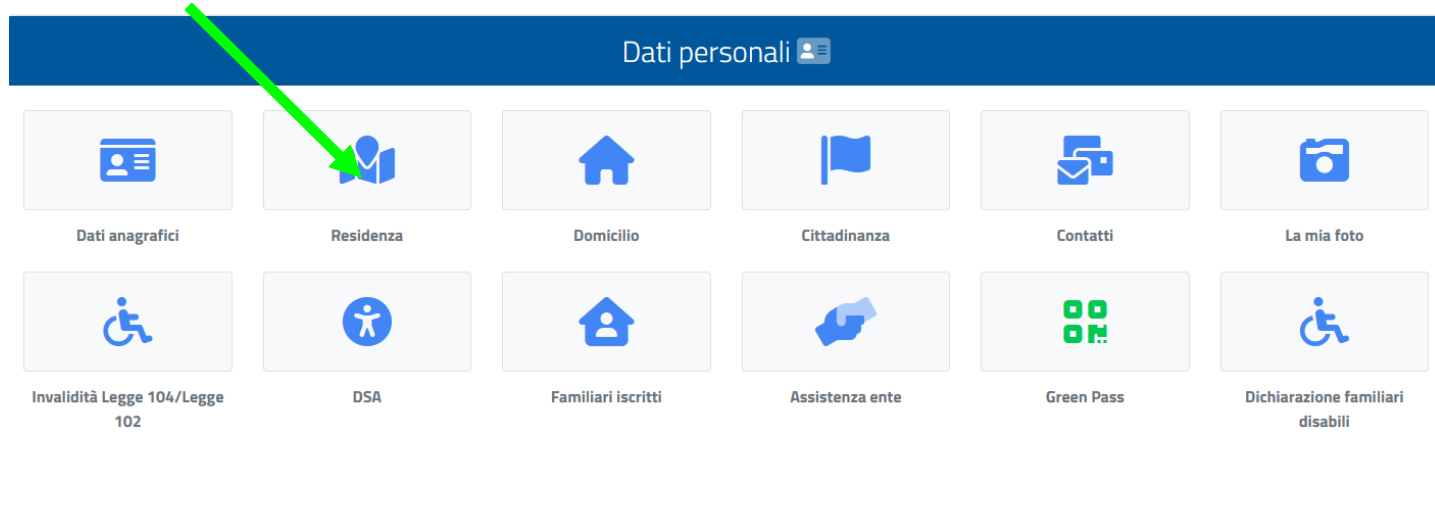 Dati personali
Dati anagrafici
Residenza
Domicilio
Cittadinanza
Contatti
La mia foto
Invalidità Legge 104/Legge
102
DSA
Familiari iscritti
Assistenza ente
Green Pass
Dichiarazione familiari
disabili